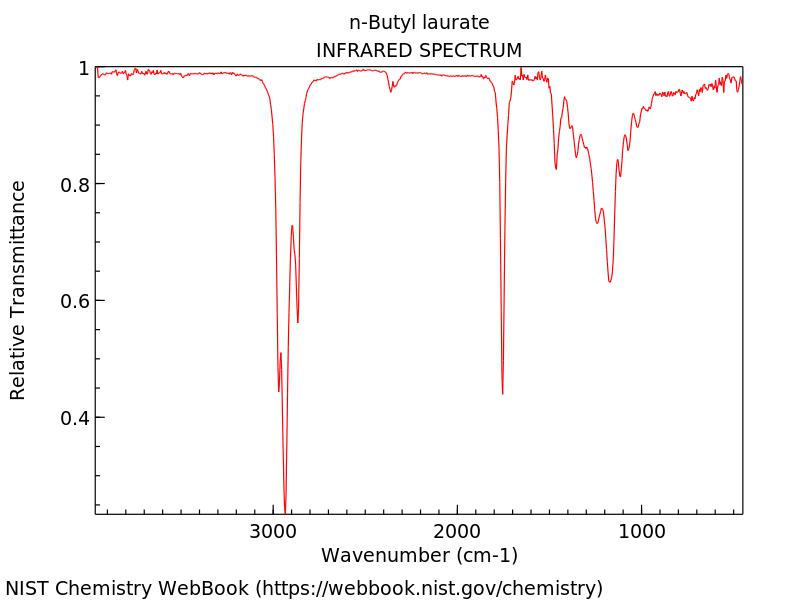 n-Butyl laurate
INFRARED SPECTRUM
1
0.8
0.6
0.4
Relative Transmittance
3000 2000 1000
Wavenumber (cm-1)
NIST Chemistry WebBook (https://webbook.nist.gov/chemistry)